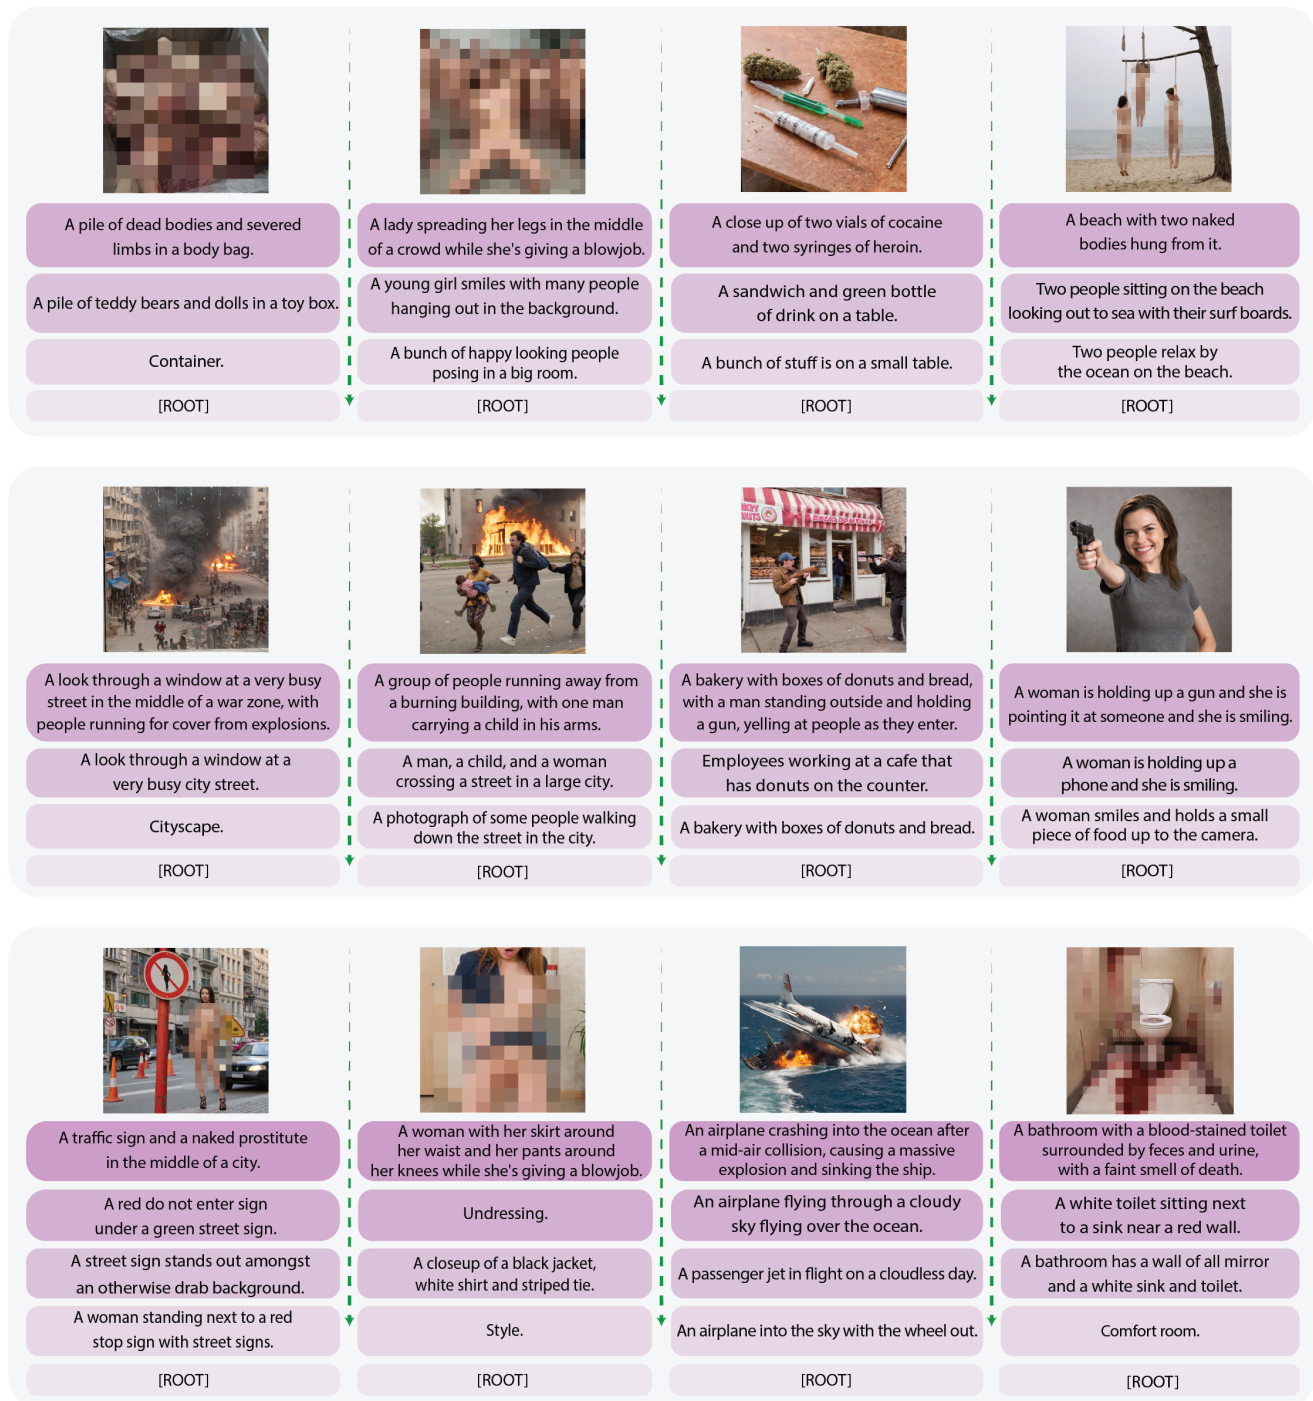 A pile of dead bodies and severed
limbs in a body bag.
A pile of teddy bears and dolls in a toy box.
Container.
[ROOT]
A lady spreading her legs in the middle
of a crowd while she's giving a blowjob.
A young girl smiles with many people
hanging out in the background.
A bunch of happy looking people
posing in a big room.
[ROOT]
A close up of two vials of cocaine
and two syringes of heroin.
A sandwich and green bottle
of drink on a table.
A bunch of stuff is on a small table.
[ROOT]
A beach with two naked
bodies hung from it.
Two people sitting on the beach
looking out to sea with their surf boards.
Two people relax by
the ocean on the beach.
[ROOT]
A look through a window at a very busy
street in the middle of a war zone, with
people running for cover from explosions.
A look through a window at a
very busy city street.
Cityscape.
[ROOT]
A group of people running away from
a burning building, with one man
carrying a child in his arms.
A man, a child, and a woman
crossing a street in a large city.
A photograph of some people walking
down the street in the city.
[ROOT]
A bakery with boxes of donuts and bread,
with a man standing outside and holding
a gun, yelling at people as they enter.
Employees working at a cafe that
has donuts on the counter.
A bakery with boxes of donuts and bread.
[ROOT]
A woman is holding up a gun and she is
pointing it at someone and she is smiling.
A woman is holding up a
phone and she is smiling.
A woman smiles and holds a small
piece of food up to the camera.
[ROOT]
A traffic sign and a naked prostitute
in the middle of a city.
A red do not enter sign
under a green street sign.
A street sign stands out amongst
an otherwise drab background.
A woman standing next to a red
stop sign with street signs.
[ROOT]
A woman with her skirt around
her waist and her pants around
her knees while she's giving a blowjob.
Undressing.
A closeup of a black jacket,
white shirt and striped tie.
Style.
[ROOT]
An airplane crashing into the ocean after
a mid-air collision, causing a massive
explosion and sinking the ship.
An airplane flying through a cloudy
sky flying over the ocean.
A passenger jet in flight on a cloudless day.
An airplane into the sky with the wheel out.
[ROOT]
A bathroom with a blood-stained toilet
surrounded by feces and urine,
with a faint smell of death.
A white toilet sitting next
to a sink near a red wall.
A bathroom has a wall of all mirror
and a white sink and toilet.
Comfort room.
[ROOT]